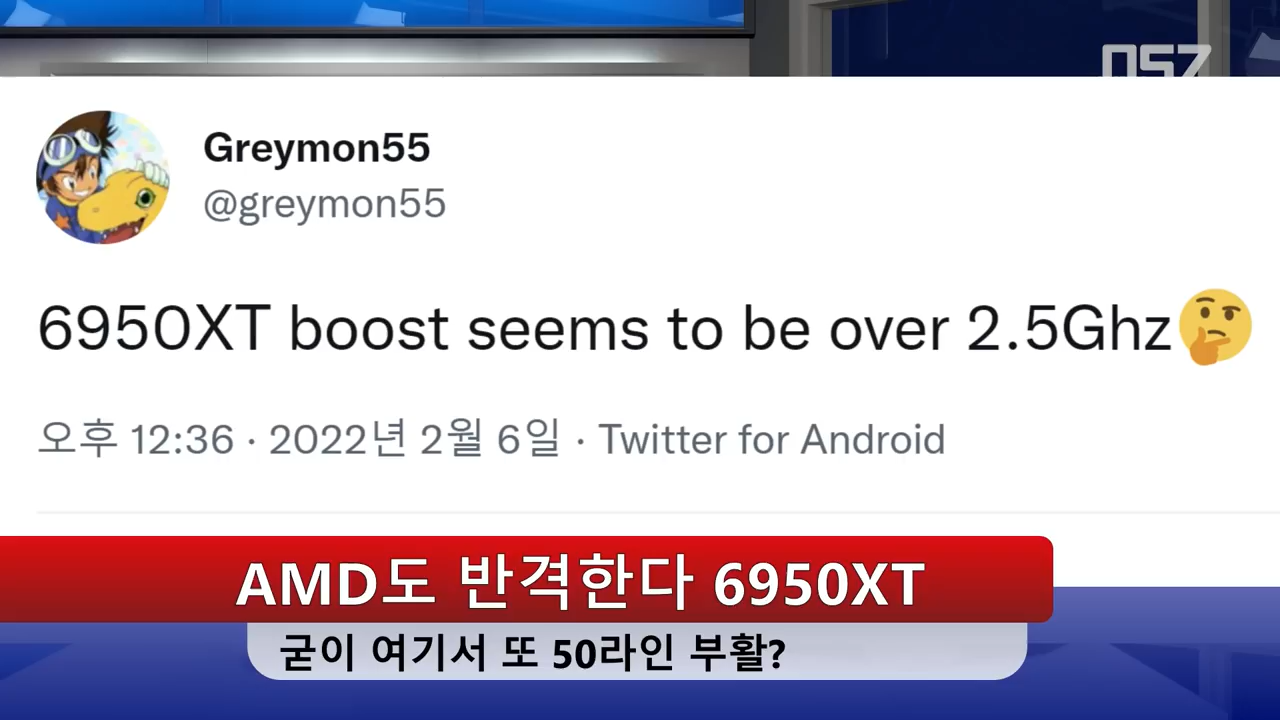 Greymon55
@greymon55
6950XT boost seems to be over 2.5Ghz🤔
오후 12:36 · 2022년 2월 6일 · Twitter for Android
AMD도 반격한다 6950XT
굳이 여기서 또 50라인 부활?